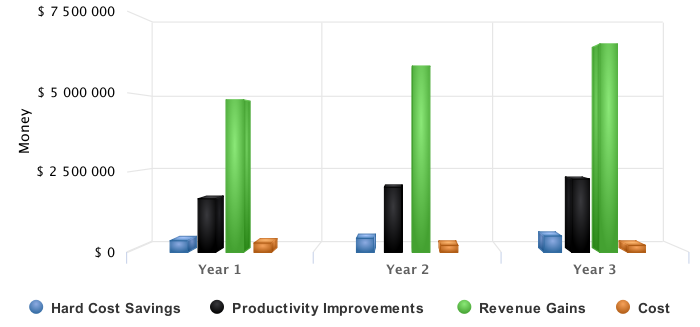 $ 7 500 000
$ 5 000 000
$ 2 500 000
$ 0
Money
Year 1
Year 2
Year 3
Hard Cost Savings
Productivity Improvements
Revenue Gains
Cost